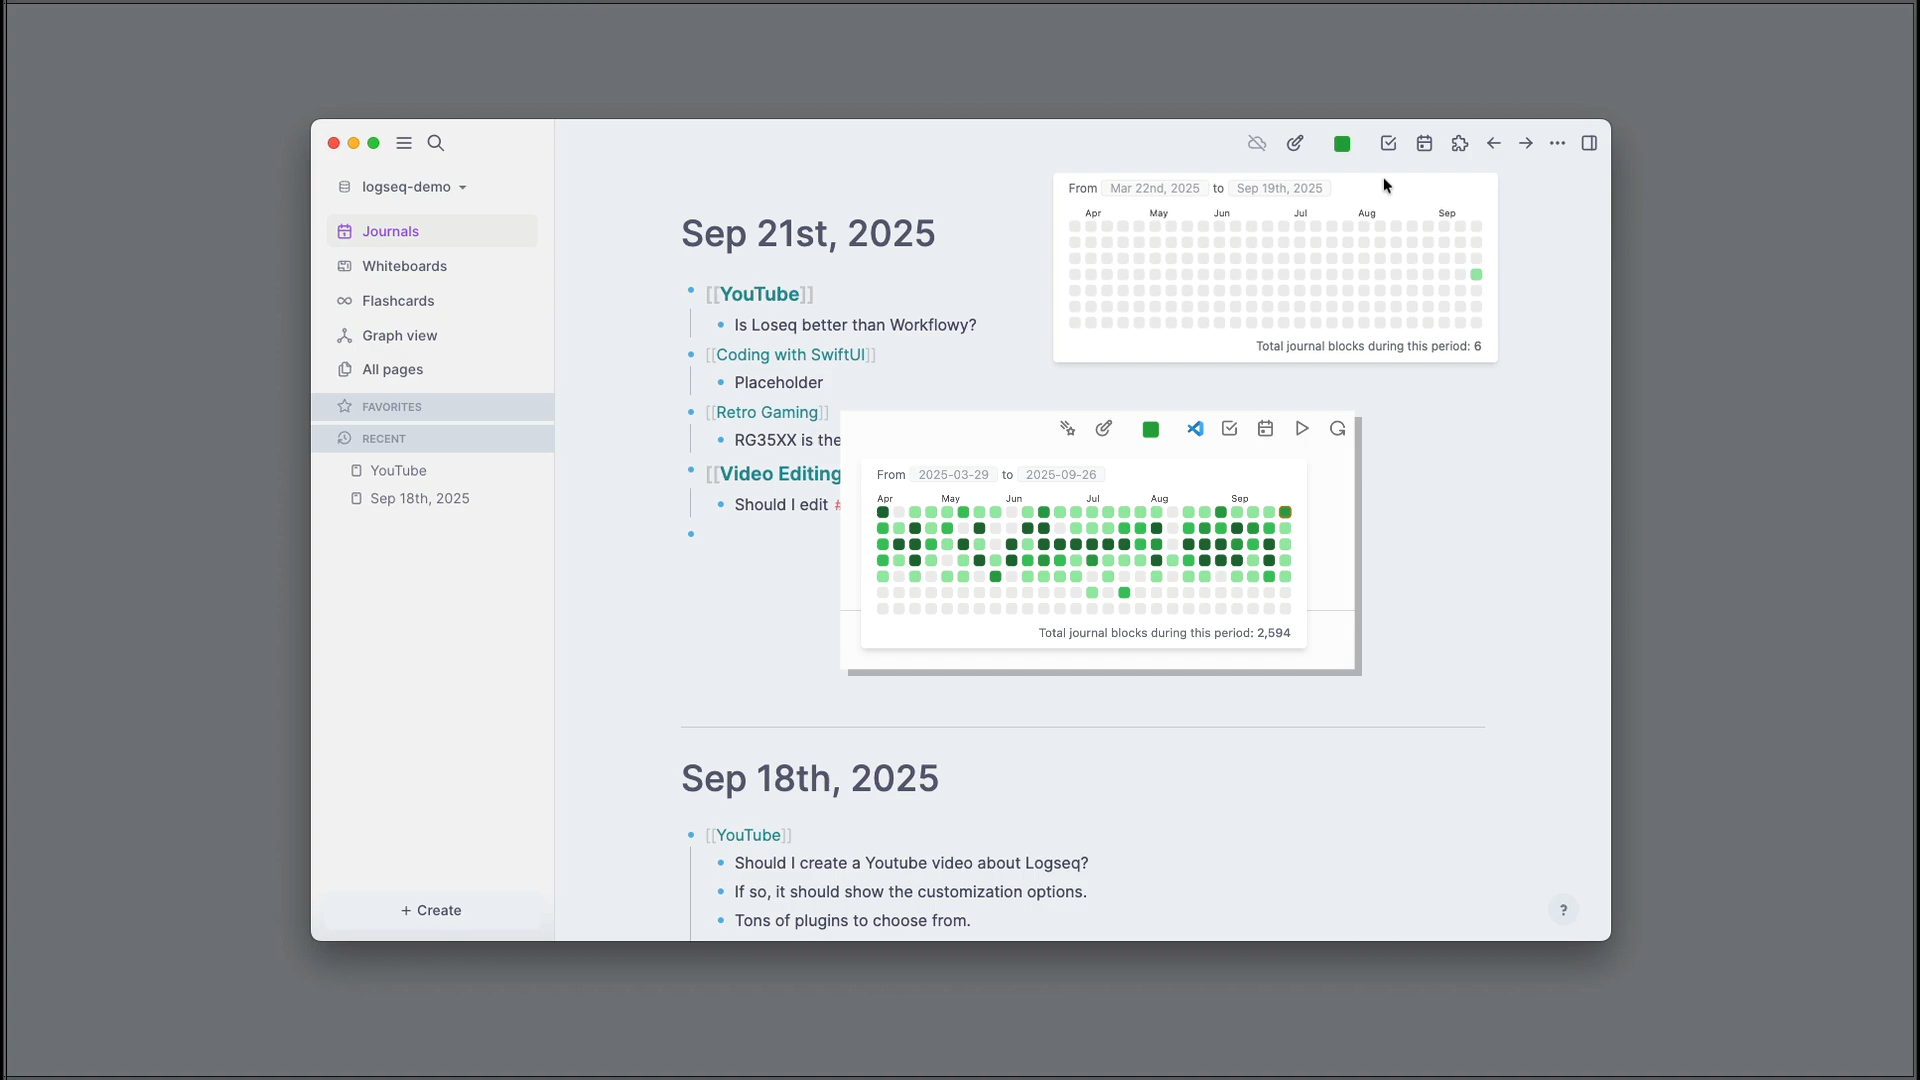 logseq-demo
Journals
Whiteboards
Flashcards
Graph view
All pages
FAVORITES
RECENT
YouTube
Sep 18th, 2025
+ Create
Sep 21st, 2025
[[YouTube]]
Is Loseq better than Workflowy?
[[Coding with SwiftUI]]
Placeholder
[[Retro Gaming]]
RG35XX is the
[[Video Editing
Should I edit #
From Mar 22nd, 2025 to Sep 19th, 2025
Apr May Jun Jul Aug Sep
Total journal blocks during this period: 6
From 2025-03-29 to 2025-09-26
Apr May Jun Jul Aug Sep
Total journal blocks during this period: 2,594
Sep 18th, 2025
[[YouTube]]
Should I create a Youtube video about Logseq?
If so, it should show the customization options.
Tons of plugins to choose from.
?